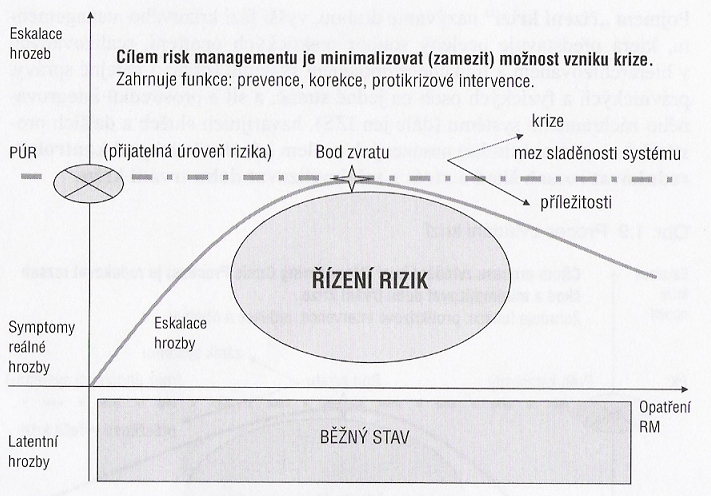 Eskalace
hrozeb
Cílem risk managementu je minimalizovat (zamezit) možnost vzniku krize.
Zahrnuje funkce: prevence, korekce, protikrizové intervence.
krize
PÚR
(přijatelná úroveň rizika)
Bod zvratu
mez sladěnosti systému
příležitosti
ŘÍZENÍ RIZIK
Symptomy
reálné
hrozby
Eskalace
hrozby
Opatření
RM
Latentní
hrozby
BĚŽNÝ STAV